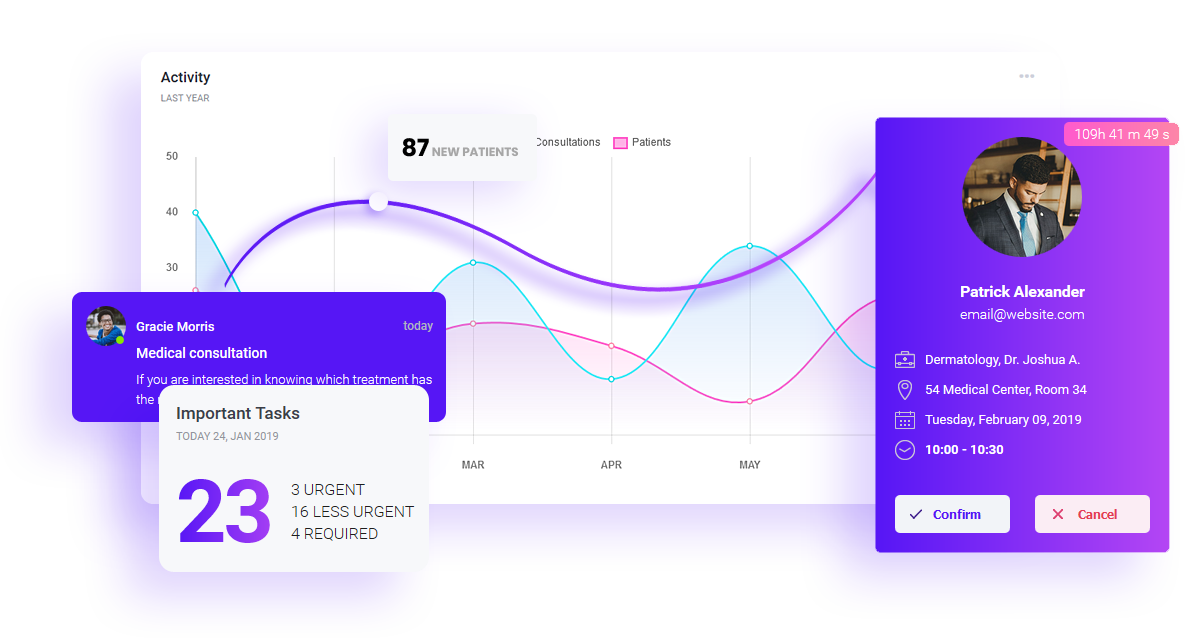 Activity
LAST YEAR
87 NEW PATIENTS
Consultations
Patients
50
40
30
MAR
APR
MAY
Gracie Morris
today
Medical consultation
If you are interested in knowing which treatment has
the
Important Tasks
TODAY 24, JAN 2019
23
3 URGENT
16 LESS URGENT
4 REQUIRED
109h 41 m 49 s
Patrick Alexander
email@website.com
Dermatology, Dr. Joshua A.
54 Medical Center, Room 34
Tuesday, February 09, 2019
10:00 - 10:30
Confirm
Cancel